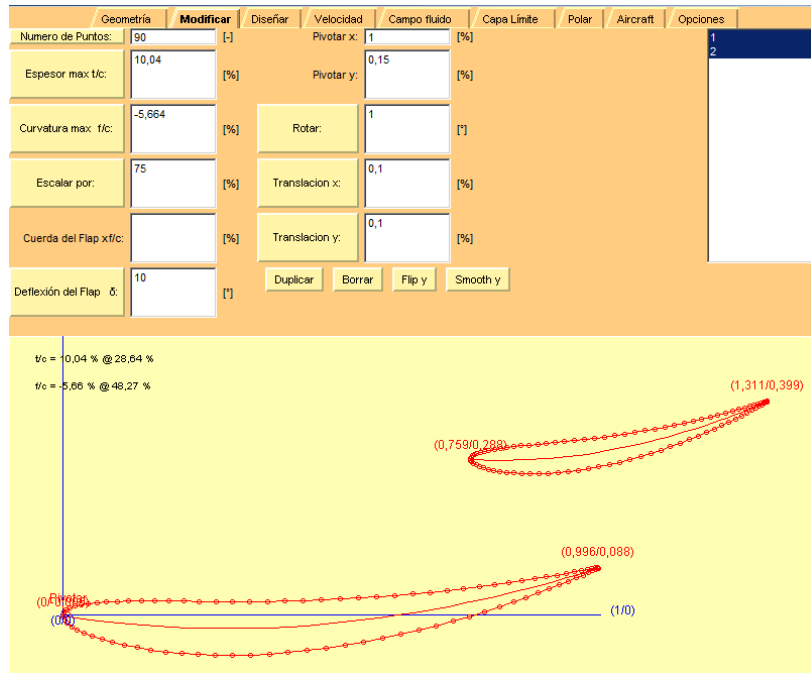 Geometría Modificar Diseñar Velocidad Campo fluido Capa Límite Polar Aircraft Opciones
Numero de Puntos: 90 [-] Pivotar x: 1 [%] 1
2
Espesor max t/c: 10,04 [%] Pivotar y: 0,15 [%]
Curvatura max f/c: -5,664 [%] Rotar: 1 [°]
Escalar por: 75 [%] Translacion x: 0,1 [%]
Cuerda del Flap xf/c: [%] Translacion y: 0,1 [%]
Deflexión del Flap δ: 10 [°] Duplicar Borrar Flip y Smooth y
t/c = 10,04 % @ 28,64 %
f/c = -5,66 % @ 48,27 %
(1,311/0,399)
(0,759/0,288)
(0,996/0,088)
Pivotar
(1/0)
(0/0)